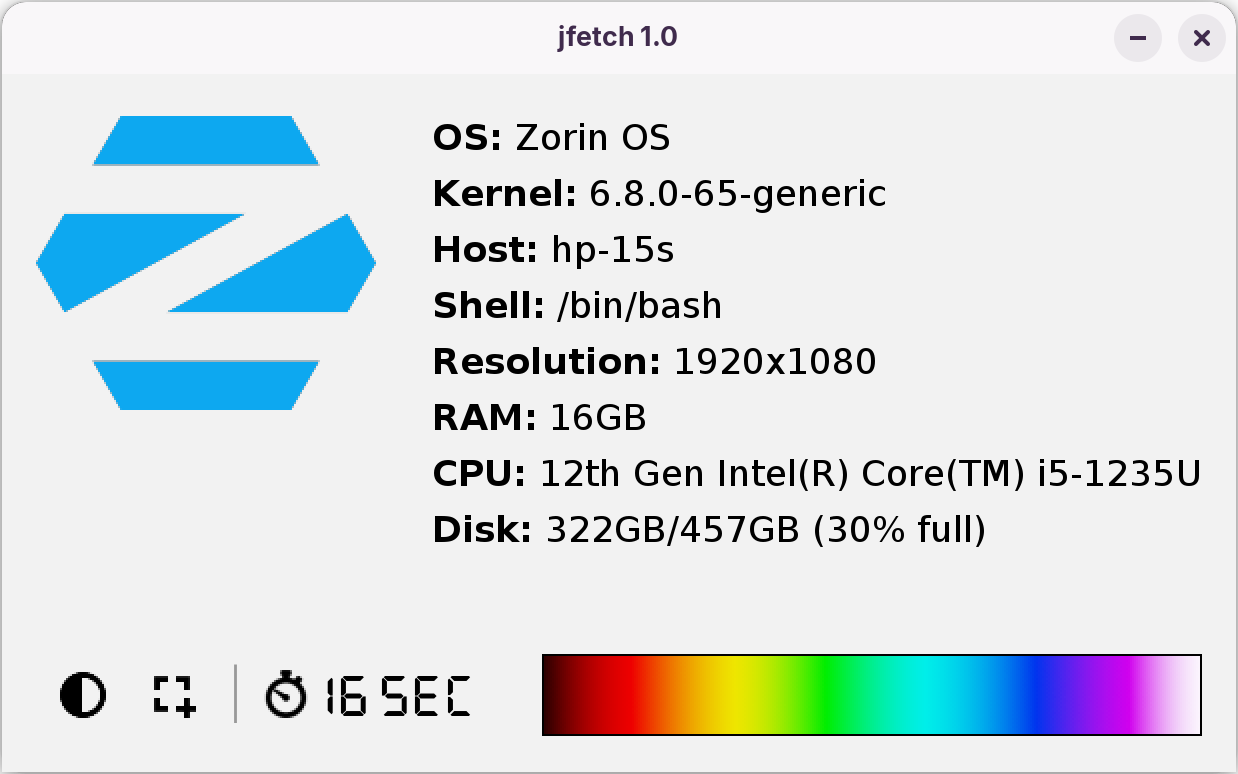 jfetch 1.0
OS: Zorin OS
Kernel: 6.8.0-65-generic
Host: hp-15s
Shell: /bin/bash
Resolution: 1920x1080
RAM: 16GB
CPU: 12th Gen Intel(R) Core(TM) i5-1235U
Disk: 322GB/457GB (30% full)
16 SEC